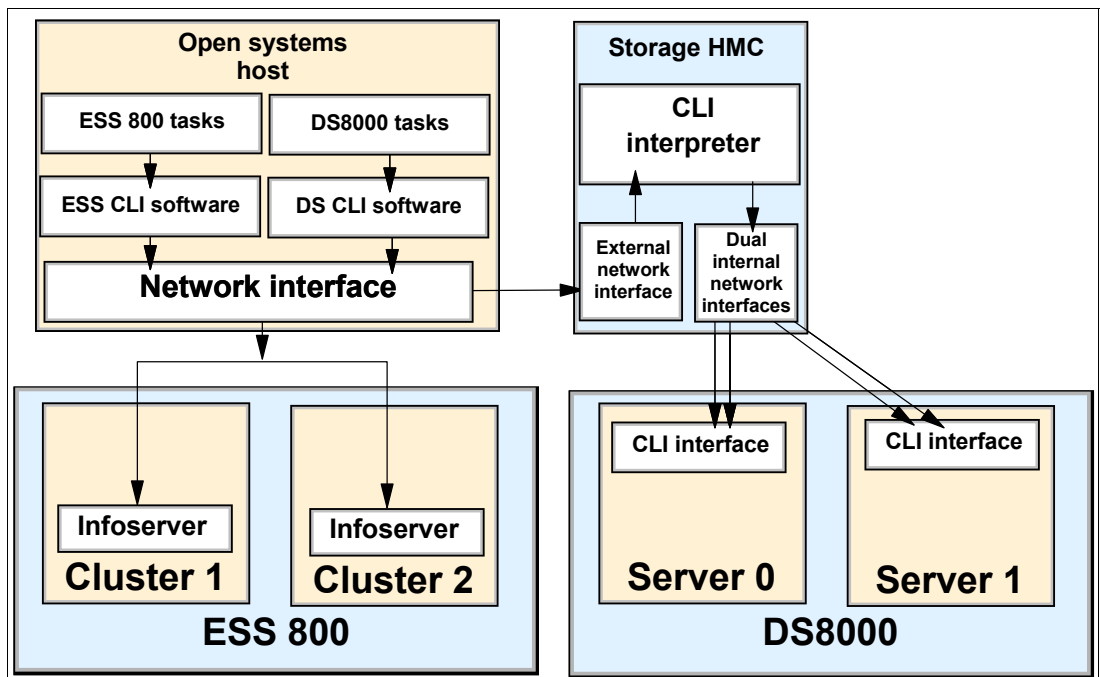 Open systems
host
ESS 800 tasks
DS8000 tasks
ESS CLI software
DS CLI software
Network interface
Storage HMC
CLI
interpreter
External
network
interface
Dual
internal
network
interfaces
Infoserver
Cluster 1
Infoserver
Cluster 2
ESS 800
CLI interface
Server 0
CLI interface
Server 1
DS8000